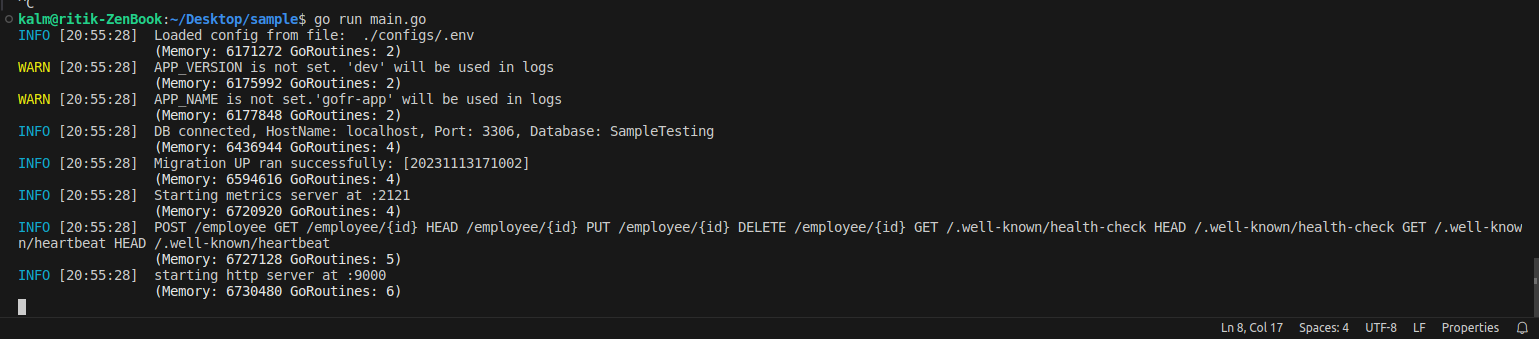 ^C
kalm@ritik-ZenBook:~/Desktop/sample$ go run main.go
INFO [20:55:28]  Loaded config from file:  ./configs/.env
(Memory: 6171272 GoRoutines: 2)
WARN [20:55:28]  APP_VERSION is not set. 'dev' will be used in logs
(Memory: 6175992 GoRoutines: 2)
WARN [20:55:28]  APP_NAME is not set.'gofr-app' will be used in logs
(Memory: 6177848 GoRoutines: 2)
INFO [20:55:28]  DB connected, HostName: localhost, Port: 3306, Database: SampleTesting
(Memory: 6436944 GoRoutines: 4)
INFO [20:55:28]  Migration UP ran successfully: [20231113171002]
(Memory: 6594616 GoRoutines: 4)
INFO [20:55:28]  Starting metrics server at :2121
(Memory: 6720920 GoRoutines: 4)
INFO [20:55:28]  POST /employee GET /employee/{id} HEAD /employee/{id} PUT /employee/{id} DELETE /employee/{id} GET /.well-known/health-check HEAD /.well-known/health-check GET /.well-know
n/heartbeat HEAD /.well-known/heartbeat
(Memory: 6727128 GoRoutines: 5)
INFO [20:55:28]  starting http server at :9000
(Memory: 6730480 GoRoutines: 6)
Ln 8, Col 17 Spaces: 4 UTF-8 LF Properties